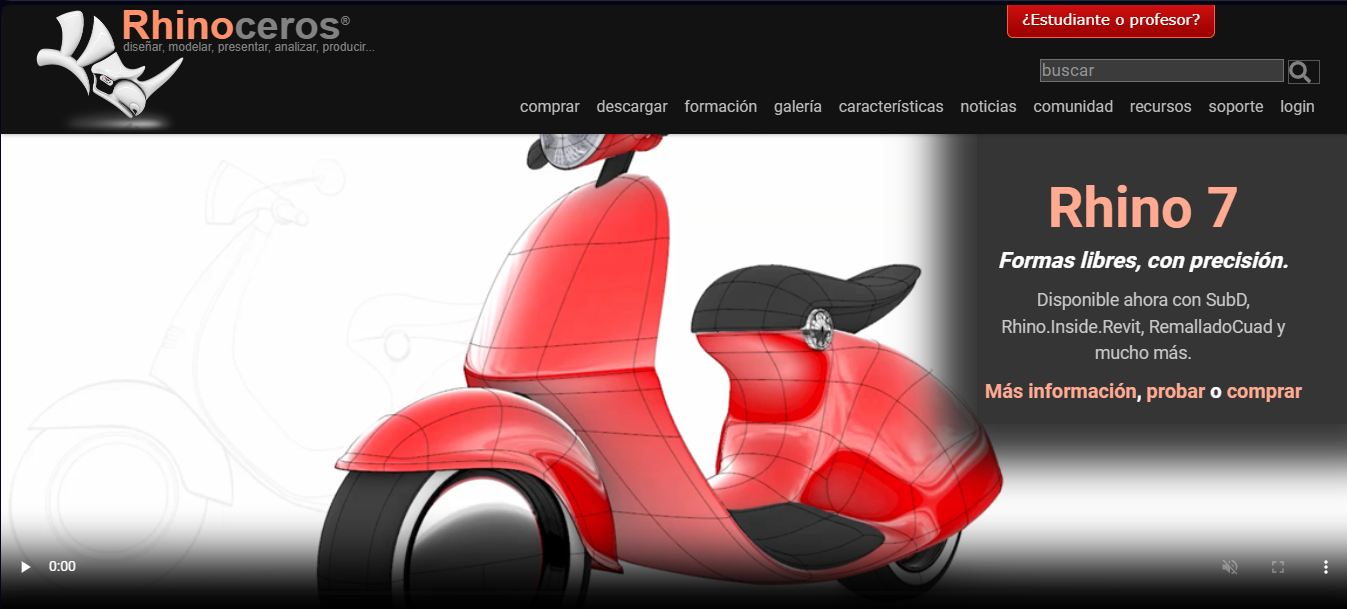 Rhinoceros®
diseñar, modelar, presentar, analizar, producir...
¿Estudiante o profesor?
buscar
comprar descargar formación galería características noticias comunidad recursos soporte login
Rhino 7
Formas libres, con precisión.
Disponible ahora con SubD,
Rhino.Inside.Revit, RemalladoCuad y
mucho más.
Más información, probar o comprar
0:00